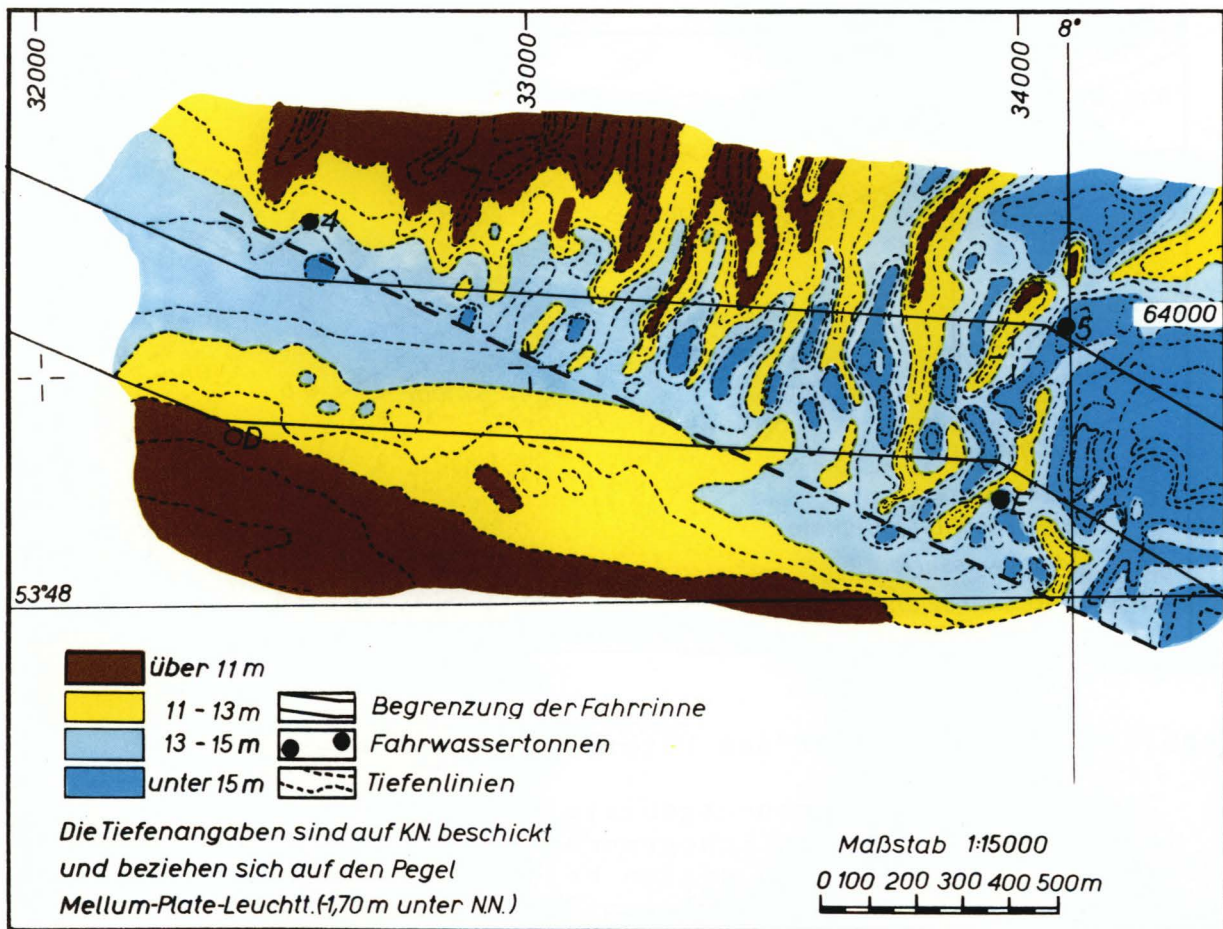 32000
33000
34000
8°
4
5
64000
D
E
53°48
über 11 m
11 - 13 m
13 - 15 m
unter 15 m
Begrenzung der Fahrrinne
Fahrwassertonnen
Tiefenlinien
Die Tiefenangaben sind auf KN. beschickt
und beziehen sich auf den Pegel
Mellum-Plate-Leuchtt.(-1,70 m unter N.N.)
Maßstab 1:15000
0 100 200 300 400 500m